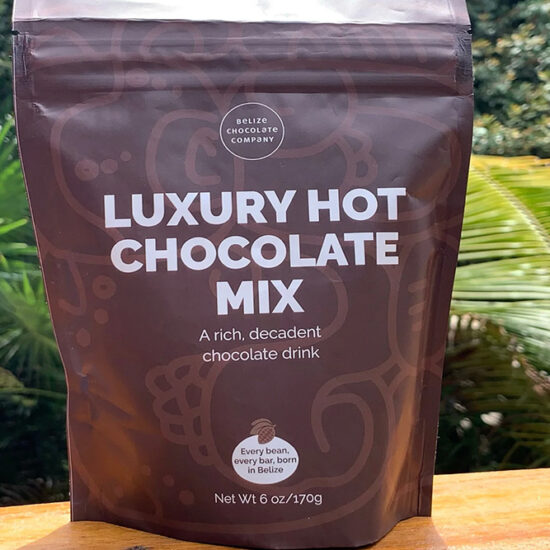 BELIZE
CHOCOLATE
COMPANY
LUXURY HOT
CHOCOLATE
MIX
A rich, decadent
chocolate drink
Every bean,
every bar, born
in Belize
Net Wt 6 oz/170g